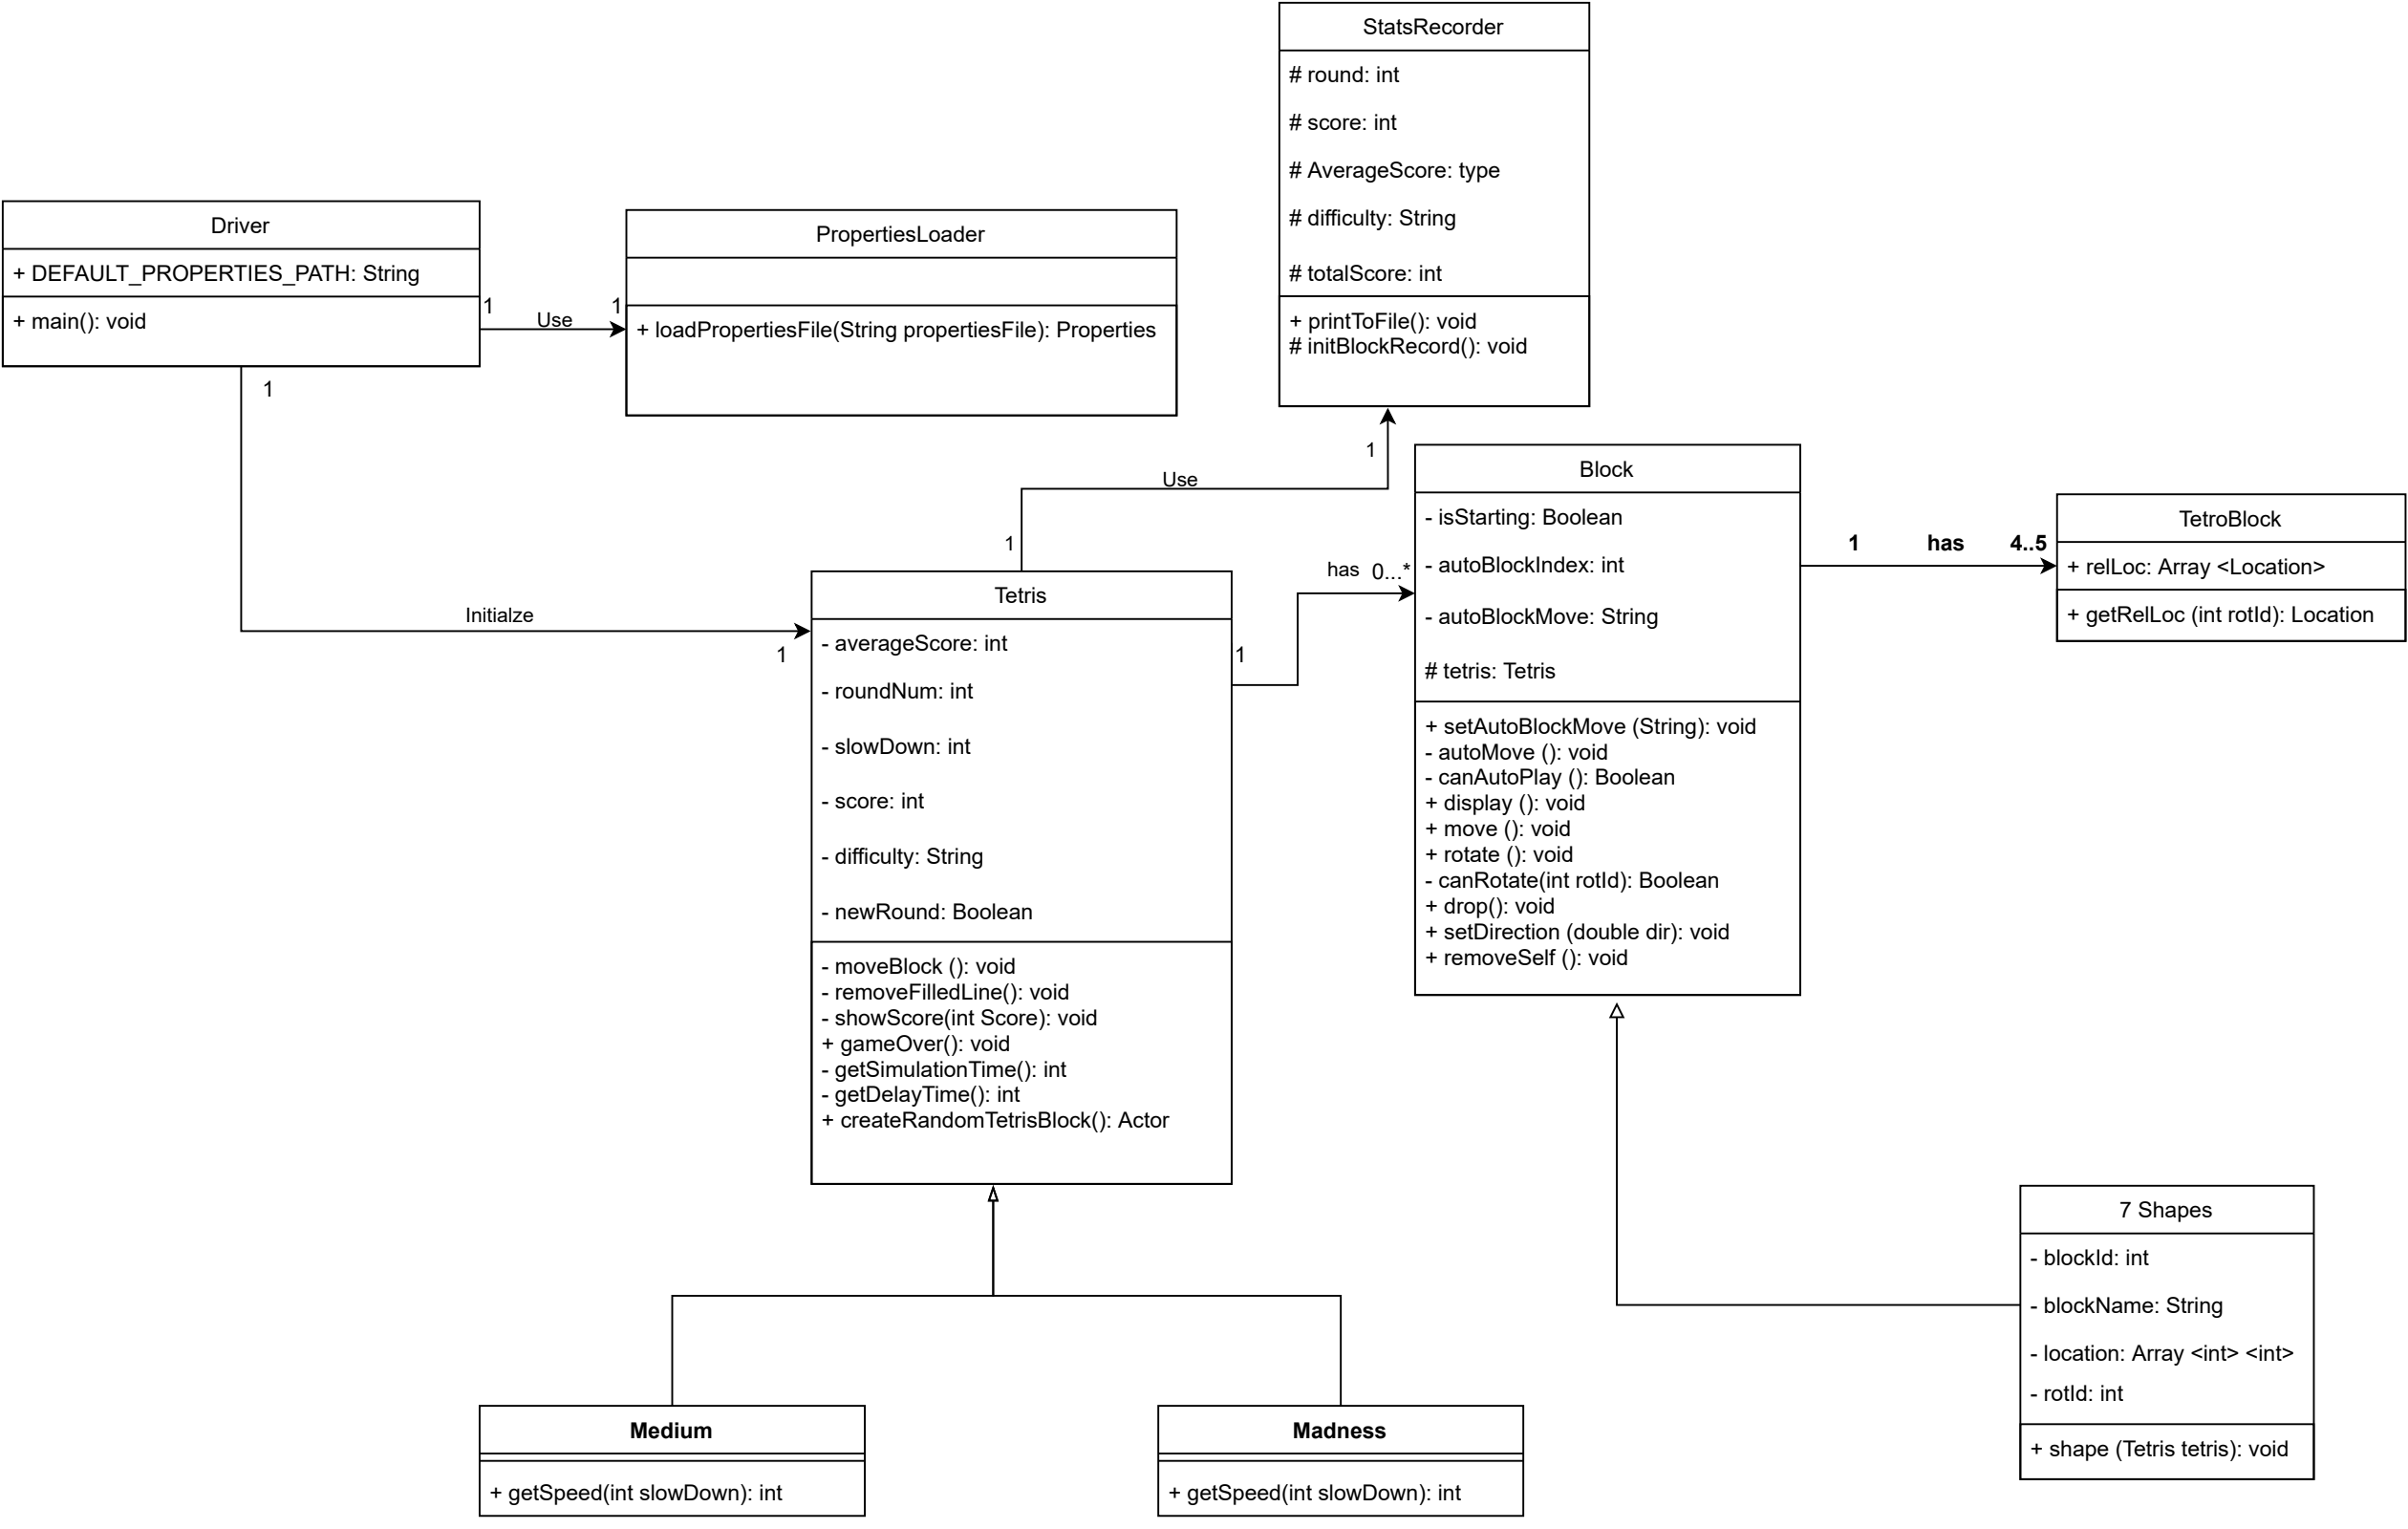 StatsRecorder
# round: int
# score: int
# AverageScore: type
# difficulty: String
# totalScore: int
+ printToFile(): void
# initBlockRecord(): void
Driver
+ DEFAULT_PROPERTIES_PATH: String
+ main(): void
1
Use
1
PropertiesLoader
+ loadPropertiesFile(String propertiesFile): Properties
1
Initialze
1
1
Use
1
Tetris
- averageScore: int
- roundNum: int
- slowDown: int
- score: int
- difficulty: String
- newRound: Boolean
- moveBlock (): void
- removeFilledLine(): void
- showScore(int Score): void
+ gameOver(): void
- getSimulationTime(): int
- getDelayTime(): int
+ createRandomTetrisBlock(): Actor
1
has
0...*
Block
- isStarting: Boolean
- autoBlockIndex: int
- autoBlockMove: String
# tetris: Tetris
+ setAutoBlockMove (String): void
- autoMove (): void
- canAutoPlay (): Boolean
+ display (): void
+ move (): void
+ rotate (): void
- canRotate(int rotId): Boolean
+ drop(): void
+ setDirection (double dir): void
+ removeSelf (): void
1
has
4..5
TetroBlock
+ relLoc: Array <Location>
+ getRelLoc (int rotId): Location
7 Shapes
- blockId: int
- blockName: String
- location: Array <int> <int>
- rotId: int
+ shape (Tetris tetris): void
Medium
+ getSpeed(int slowDown): int
Madness
+ getSpeed(int slowDown): int